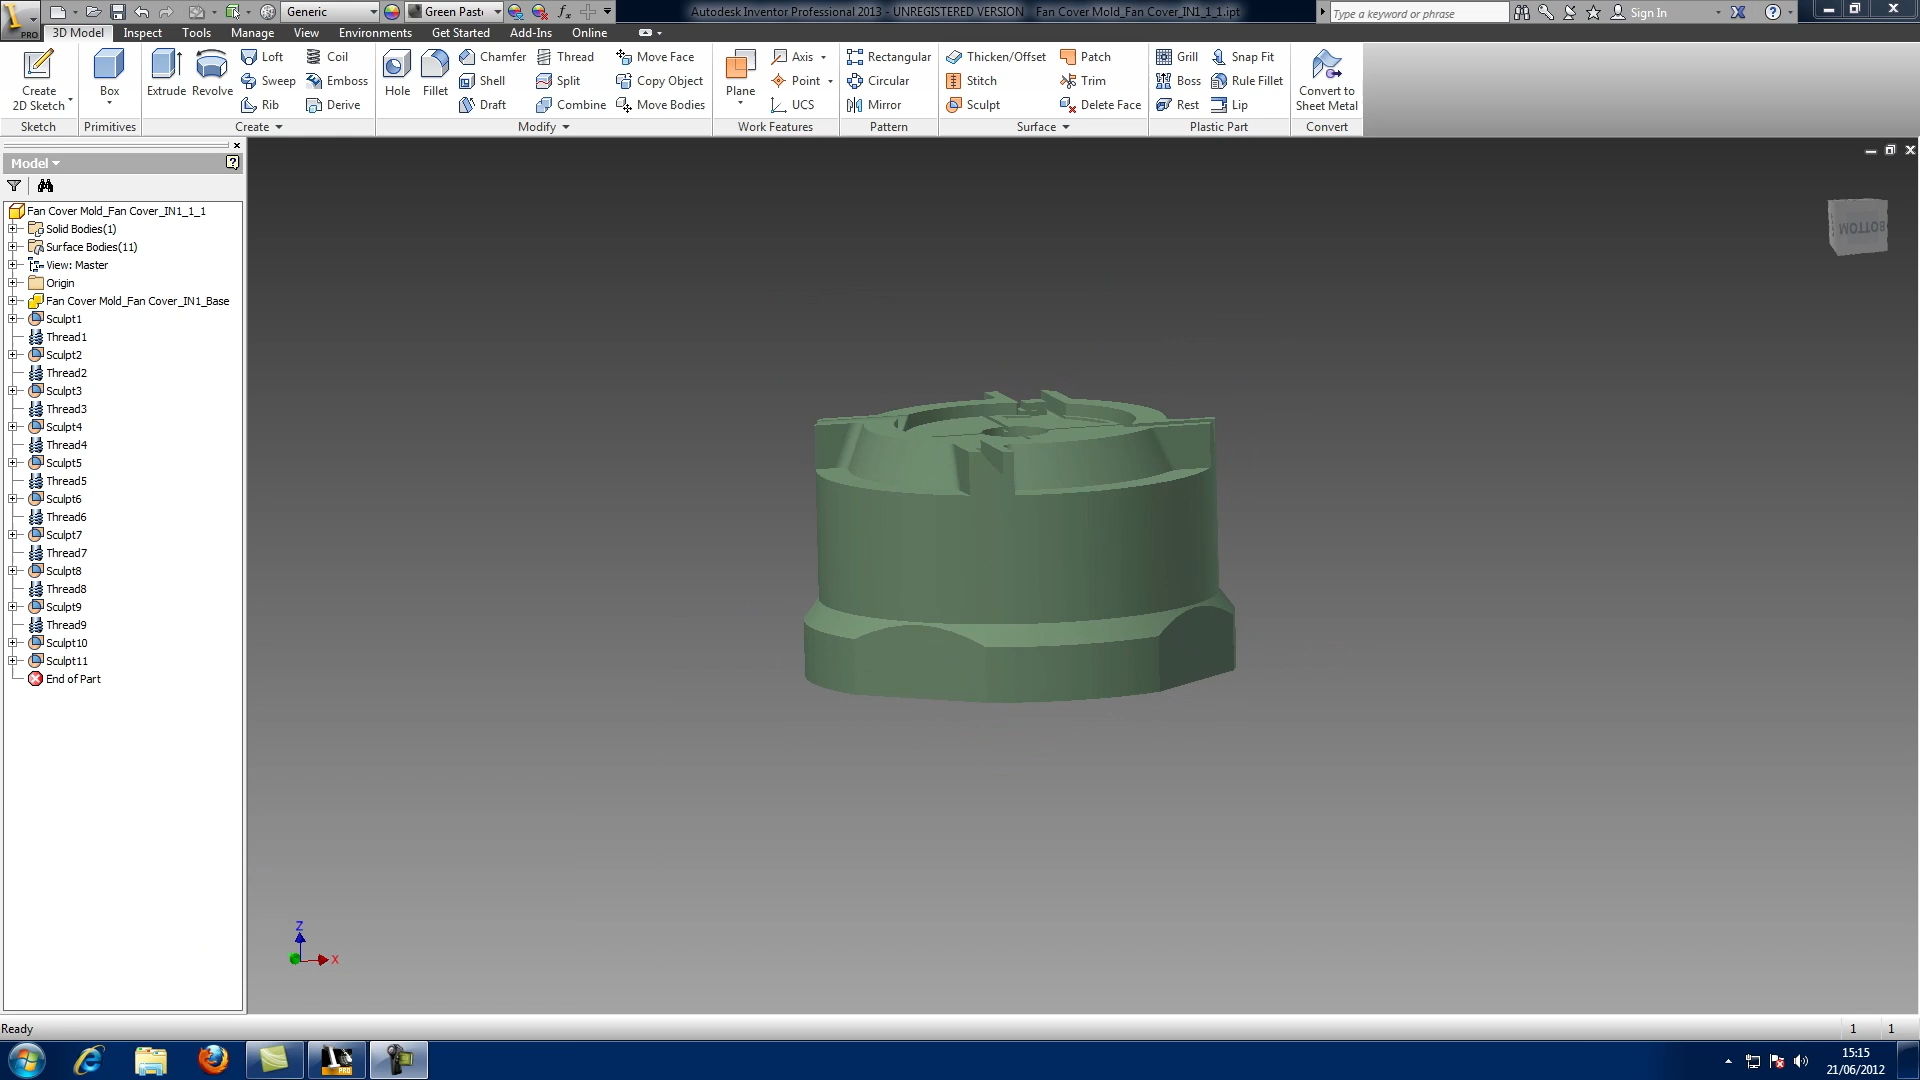 Generic
Green Past
Autodesk Inventor Professional 2013 - UNREGISTERED VERSION Fan Cover Mold_Fan Cover_IN1_1_1.ipt
Type a keyword or phrase
Sign In
PRO
3D Model Inspect Tools Manage View Environments Get Started Add-Ins Online
Create
2D Sketch
Sketch
Box
Primitives
Extrude
Revolve
Loft
Sweep
Rib
Coil
Emboss
Derive
Create
Hole
Fillet
Chamfer
Shell
Draft
Thread
Split
Combine
Move Face
Copy Object
Move Bodies
Modify
Plane
Axis
Point
UCS
Work Features
Rectangular
Circular
Mirror
Pattern
Thicken/Offset
Stitch
Sculpt
Patch
Trim
Delete Face
Surface
Grill
Boss
Rest
Snap Fit
Rule Fillet
Lip
Plastic Part
Convert to
Sheet Metal
Convert
Model
Fan Cover Mold_Fan Cover_IN1_1_1
Solid Bodies(1)
Surface Bodies(11)
View: Master
Origin
Fan Cover Mold_Fan Cover_IN1_Base
Sculpt1
Thread1
Sculpt2
Thread2
Sculpt3
Thread3
Sculpt4
Thread4
Sculpt5
Thread5
Sculpt6
Thread6
Sculpt7
Thread7
Sculpt8
Thread8
Sculpt9
Thread9
Sculpt10
Sculpt11
End of Part
BOTTOM
Z
X
Ready
1 1
PRO
15:15
21/06/2012